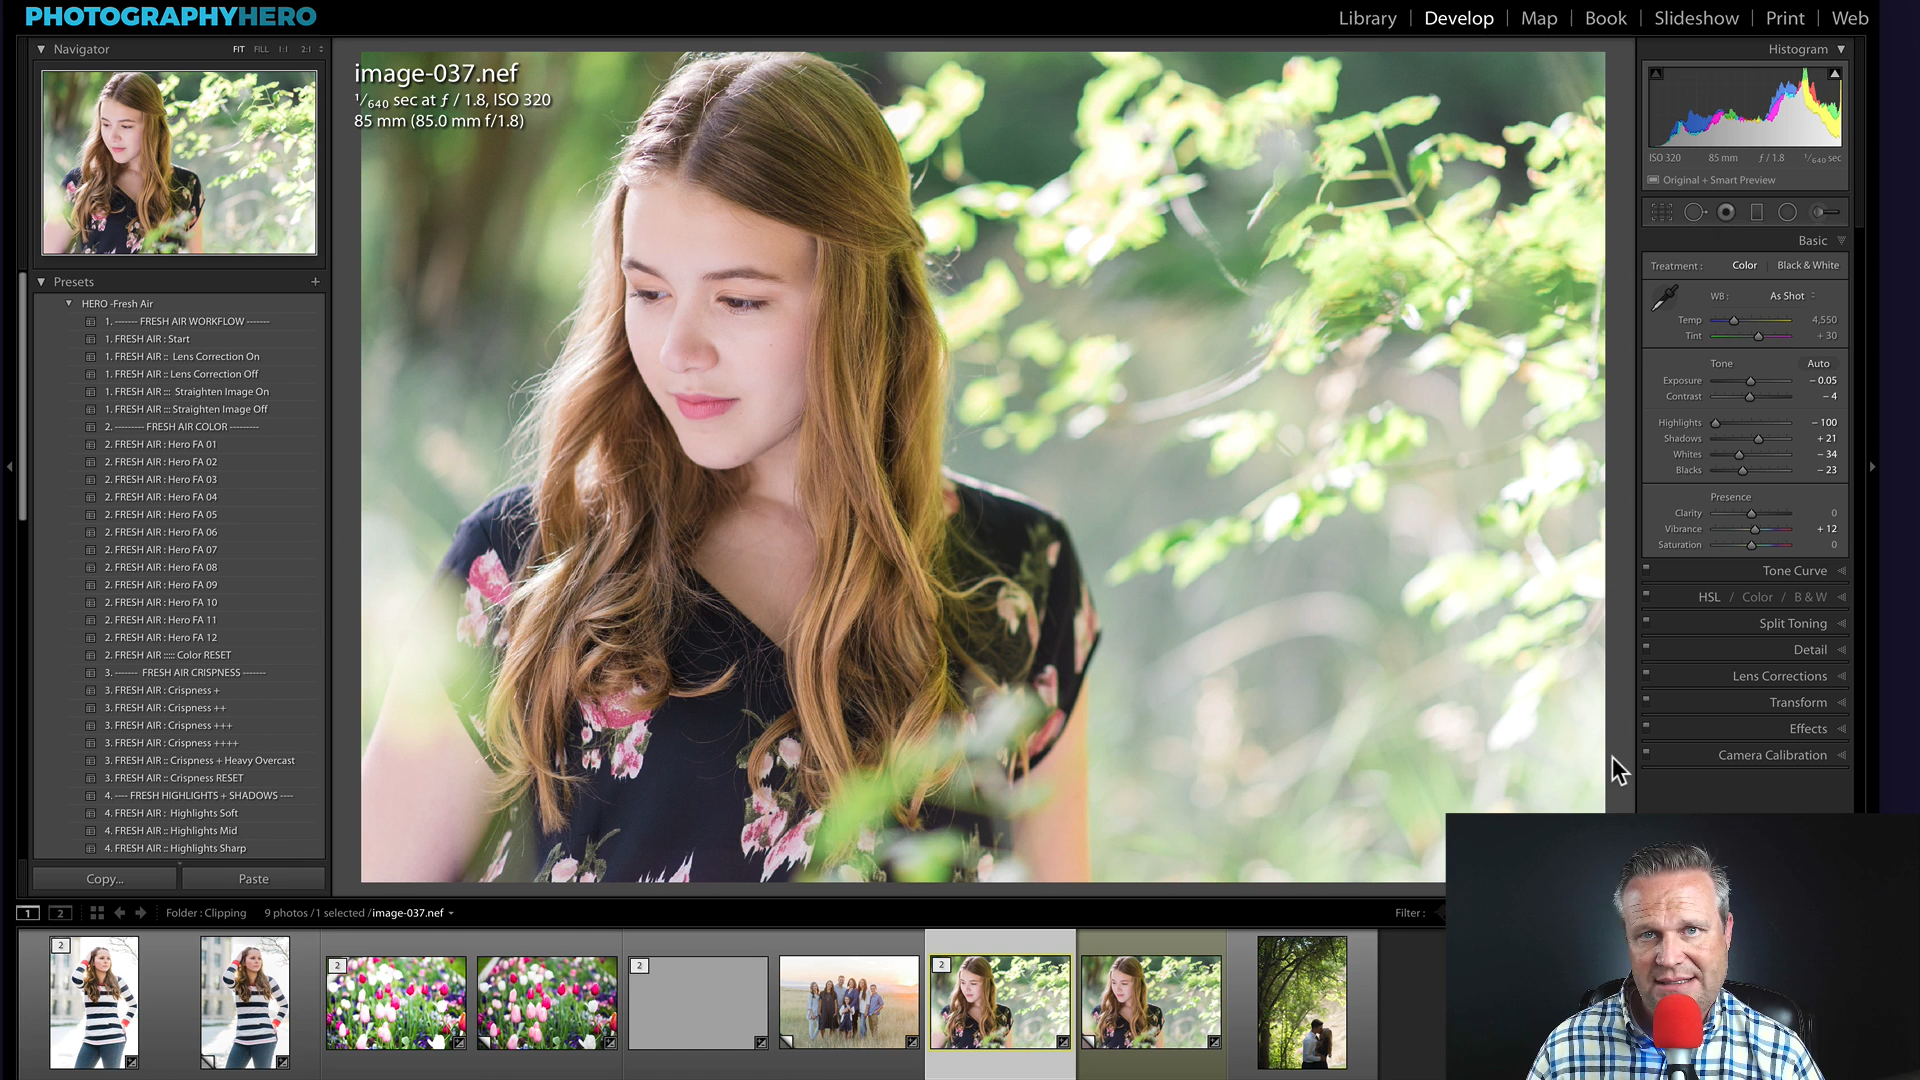 PHOTOGRAPHYHERO
Library | Develop | Map | Book | Slideshow | Print | Web
Navigator FIT FILL 1:1 2:1
image-037.nef
1/640 sec at ƒ / 1.8, ISO 320
85 mm (85.0 mm f/1.8)
Presets +
HERO -Fresh Air
1. ------- FRESH AIR WORKFLOW -------
1. FRESH AIR : Start
1. FRESH AIR :: Lens Correction On
1. FRESH AIR :: Lens Correction Off
1. FRESH AIR ::: Straighten Image On
1. FRESH AIR ::: Straighten Image Off
2. --------- FRESH AIR COLOR ---------
2. FRESH AIR : Hero FA 01
2. FRESH AIR : Hero FA 02
2. FRESH AIR : Hero FA 03
2. FRESH AIR : Hero FA 04
2. FRESH AIR : Hero FA 05
2. FRESH AIR : Hero FA 06
2. FRESH AIR : Hero FA 07
2. FRESH AIR : Hero FA 08
2. FRESH AIR : Hero FA 09
2. FRESH AIR : Hero FA 10
2. FRESH AIR : Hero FA 11
2. FRESH AIR : Hero FA 12
2. FRESH AIR ::::: Color RESET
3. ------- FRESH AIR CRISPNESS -------
3. FRESH AIR : Crispness +
3. FRESH AIR : Crispness ++
3. FRESH AIR : Crispness +++
3. FRESH AIR : Crispness ++++
3. FRESH AIR :: Crispness + Heavy Overcast
3. FRESH AIR :: Crispness RESET
4. ---- FRESH HIGHLIGHTS + SHADOWS ----
4. FRESH AIR : Highlights Soft
4. FRESH AIR :: Highlights Mid
4. FRESH AIR :: Highlights Sharp
Copy... Paste
Histogram
ISO 320 85 mm ƒ / 1.8 1/640 sec
Original + Smart Preview
Basic
Treatment : Color | Black & White
WB : As Shot
Temp 4,550
Tint + 30
Tone Auto
Exposure − 0.05
Contrast − 4
Highlights − 100
Shadows + 21
Whites − 34
Blacks − 23
Presence
Clarity 0
Vibrance + 12
Saturation 0
Tone Curve
HSL / Color / B & W
Split Toning
Detail
Lens Corrections
Transform
Effects
Camera Calibration
1 2 Folder : Clipping 9 photos /1 selected /image-037.nef Filter :
2 2 2 2